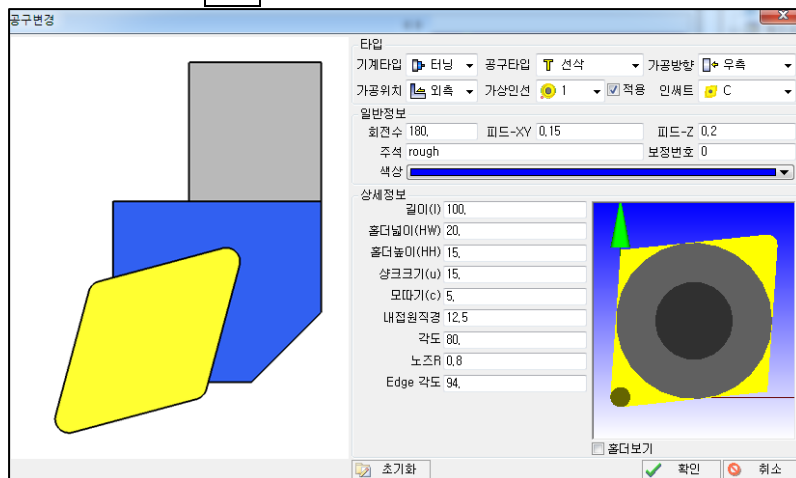 공구변경
타입
기계타입 터닝 공구타입 선삭 가공방향 우측
가공위치 외측 가상인선 1 적용 인써트 C
일반정보
회전수 180, 피드-XY 0,15 피드-Z 0,2
주석 rough 보정번호 0
색상
상세정보
길이(l) 100,
홀더넓이(HW) 20,
홀더높이(HH) 15,
샹크크기(u) 15,
모따기(c) 5,
내접원직경 12,5
각도 80,
노즈R 0,8
Edge 각도 94,
홀더보기
초기화 확인 취소